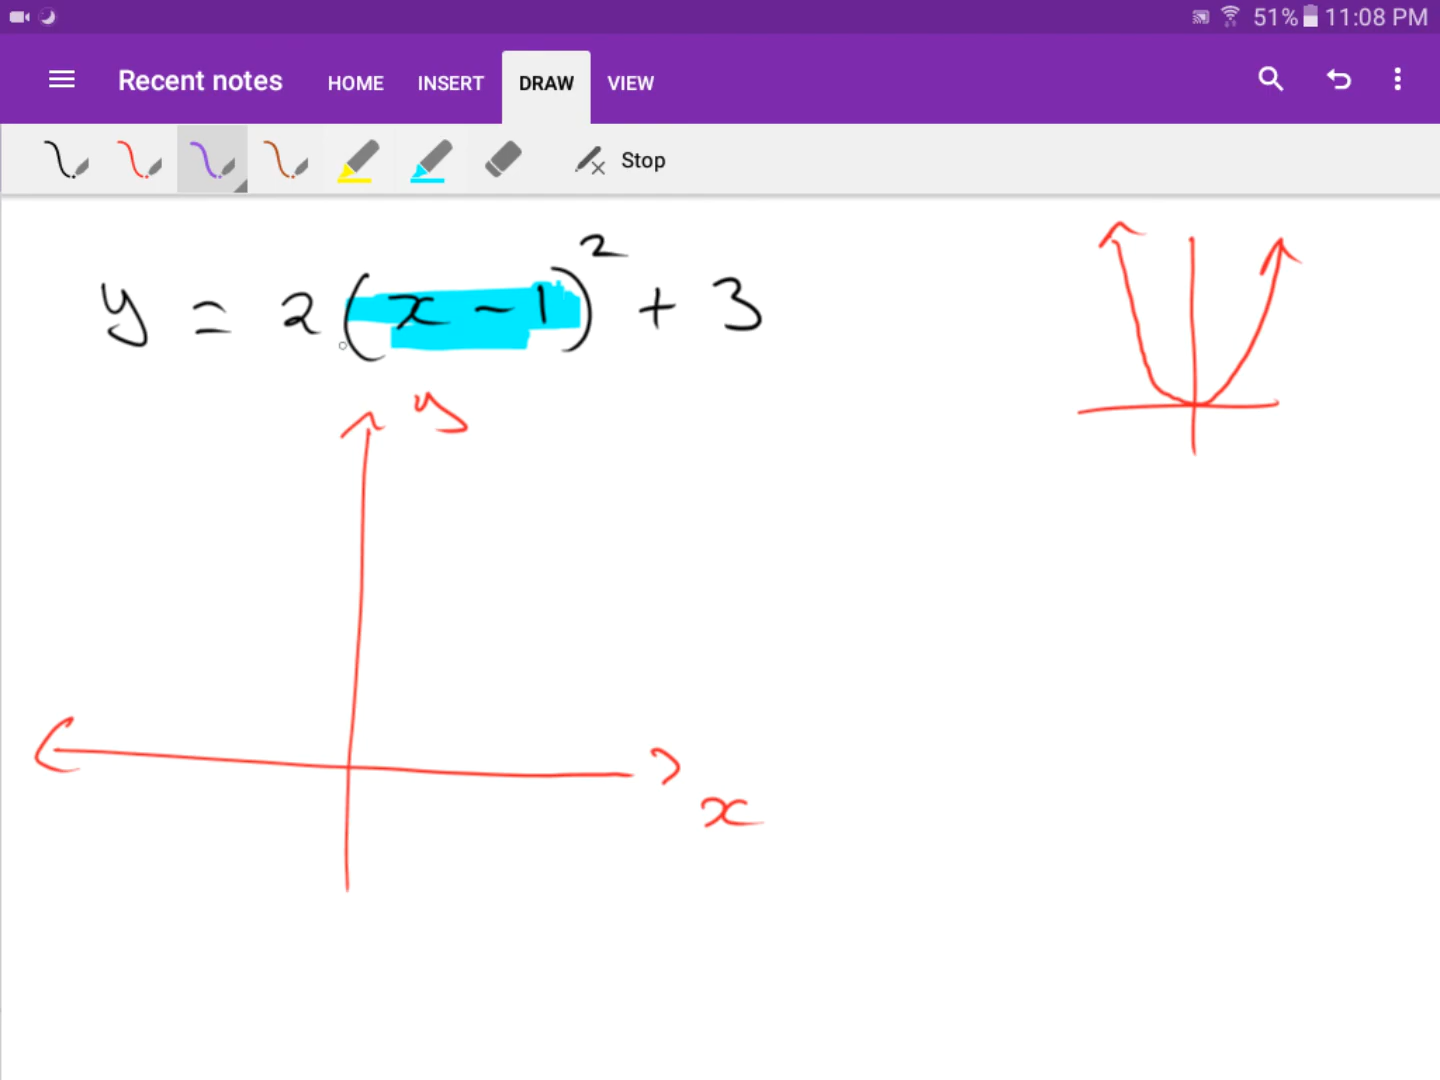 51% 11:08 PM
Recent notes HOME INSERT DRAW VIEW
Stop
y = 2(x - 1)² + 3
y
x